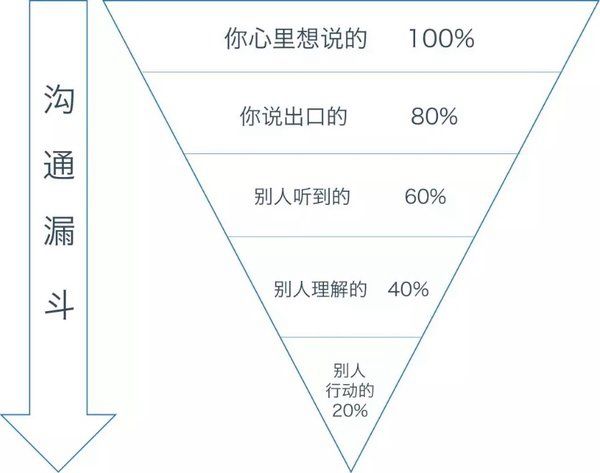 沟通漏斗
你心里想说的 100%
你说出口的 80%
别人听到的 60%
别人理解的 40%
别人
行动的
20%